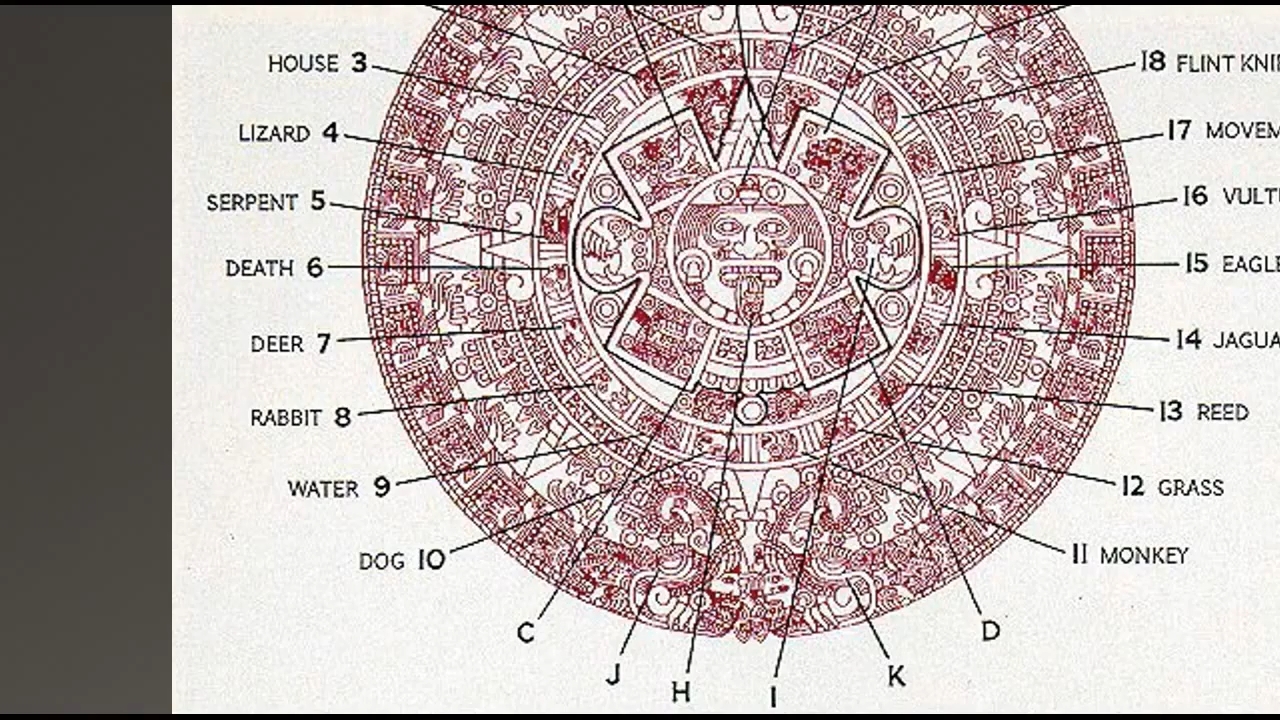 HOUSE 3
LIZARD 4
SERPENT 5
DEATH 6
DEER 7
RABBIT 8
WATER 9
DOG 10
C
J
H
I
K
D
11 MONKEY
12 GRASS
13 REED
14 JAGUA
15 EAGLE
16 VULT
17 MOVEM
18 FLINT KNI